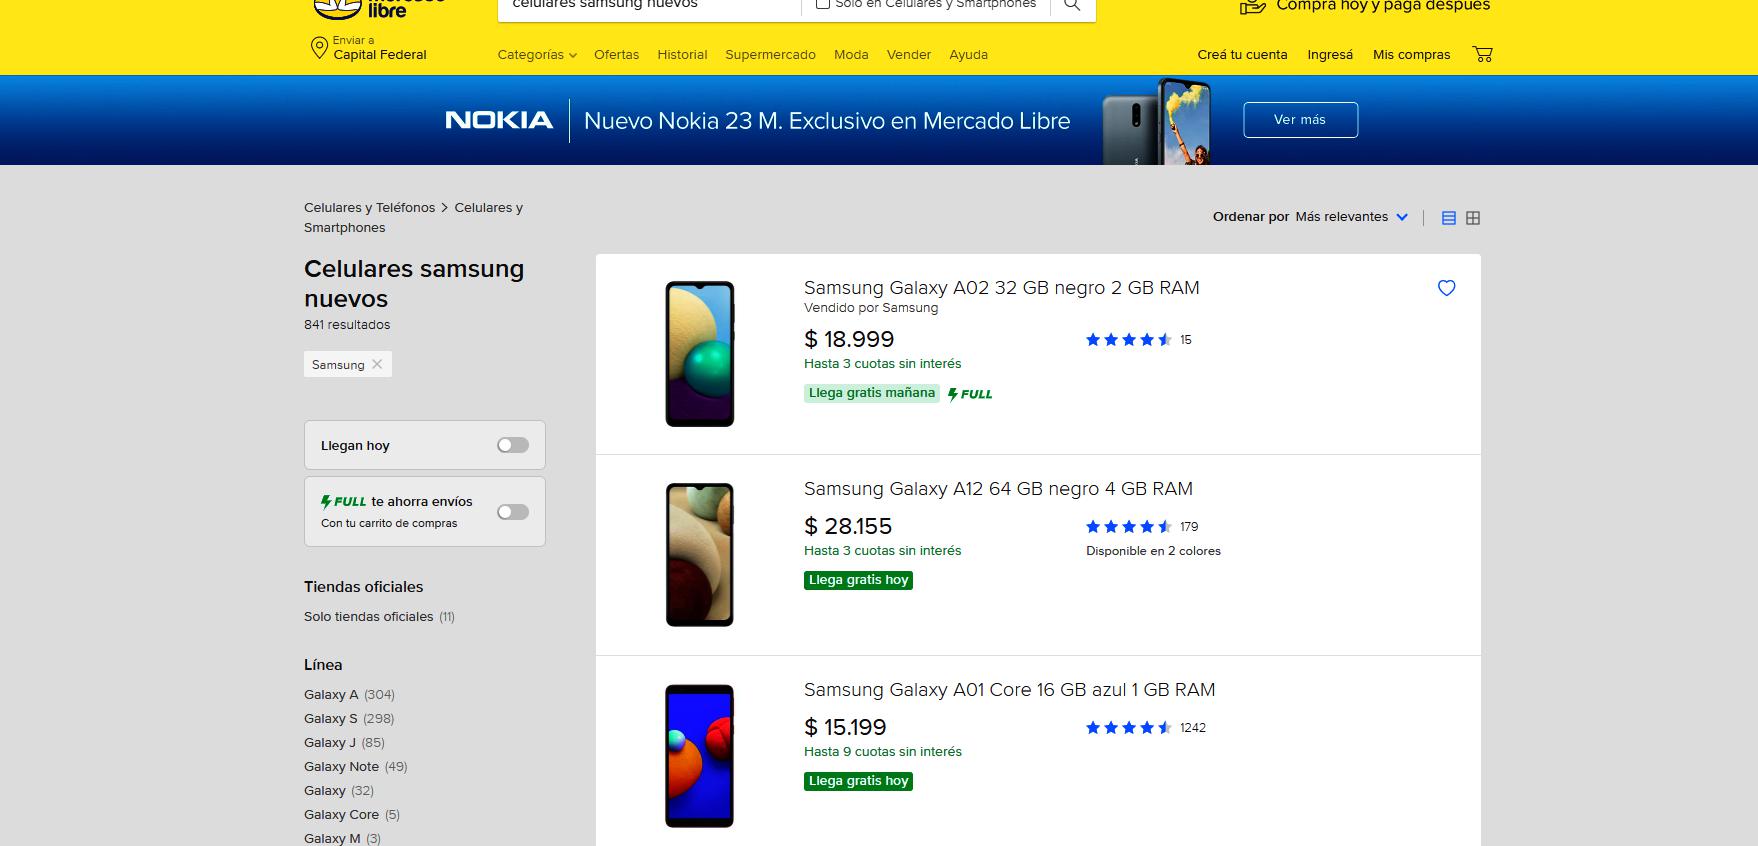 libre
celulares samsung nuevos
Solo en Celulares y Smartphones
Compra hoy y paga después
Enviar a
Capital Federal
Categorías
Ofertas
Historial
Supermercado
Moda
Vender
Ayuda
Creá tu cuenta
Ingresá
Mis compras
NOKIA
Nuevo Nokia 23 M. Exclusivo en Mercado Libre
Ver más
Celulares y Teléfonos > Celulares y
Smartphones
Ordenar por Más relevantes
Celulares samsung
nuevos
841 resultados
Samsung
Llegan hoy
FULL te ahorra envíos
Con tu carrito de compras
Tiendas oficiales
Solo tiendas oficiales (11)
Línea
Galaxy A (304)
Galaxy S (298)
Galaxy J (85)
Galaxy Note (49)
Galaxy (32)
Galaxy Core (5)
Galaxy M (3)
Samsung Galaxy A02 32 GB negro 2 GB RAM
Vendido por Samsung
$ 18.999
15
Hasta 3 cuotas sin interés
Llega gratis mañana FULL
Samsung Galaxy A12 64 GB negro 4 GB RAM
$ 28.155
179
Hasta 3 cuotas sin interés
Disponible en 2 colores
Llega gratis hoy
Samsung Galaxy A01 Core 16 GB azul 1 GB RAM
$ 15.199
1242
Hasta 9 cuotas sin interés
Llega gratis hoy